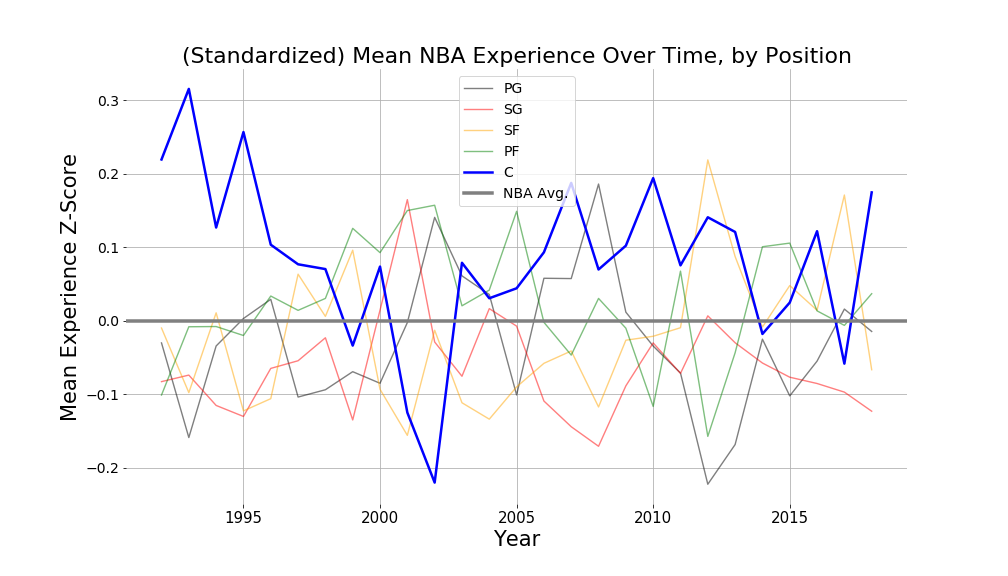 (Standardized) Mean NBA Experience Over Time, by Position
PG
SG
SF
PF
C
NBA Avg.
Mean Experience Z-Score
0.3
0.2
0.1
0.0
−0.1
−0.2
1995
2000
2005
2010
2015
Year